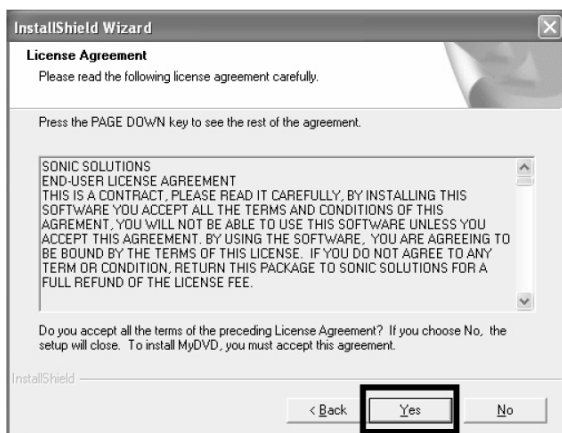 InstallShield Wizard
License Agreement
Please read the following license agreement carefully.
Press the PAGE DOWN key to see the rest of the agreement.
SONIC SOLUTIONS
END-USER LICENSE AGREEMENT
THIS IS A CONTRACT, PLEASE READ IT CAREFULLY, BY INSTALLING THIS
SOFTWARE YOU ACCEPT ALL THE TERMS AND CONDITIONS OF THIS
AGREMENT, YOU WILL NOT BE ABLE TO USE THIS SOFTWARE UNLESS YOU
ACCEPT THIS AGREEMENT. BY USING THE SOFTWARE, YOU ARE AGREEING TO
BE BOUND BY THE TERMS OF THIS LICENSE. IF YOU DO NOT AGREE TO ANY
TERM OR CONDITION, RETURN THIS PACKAGE TO SONIC SOLUTIONS FOR A
FULL REFUND OF THE LICENSE FEE.
Do you accept all the terms of the preceding License Agreement? If you choose No, the
setup will close. To install MyDVD, you must accept this agreement.
InstallShield
< Back Yes No